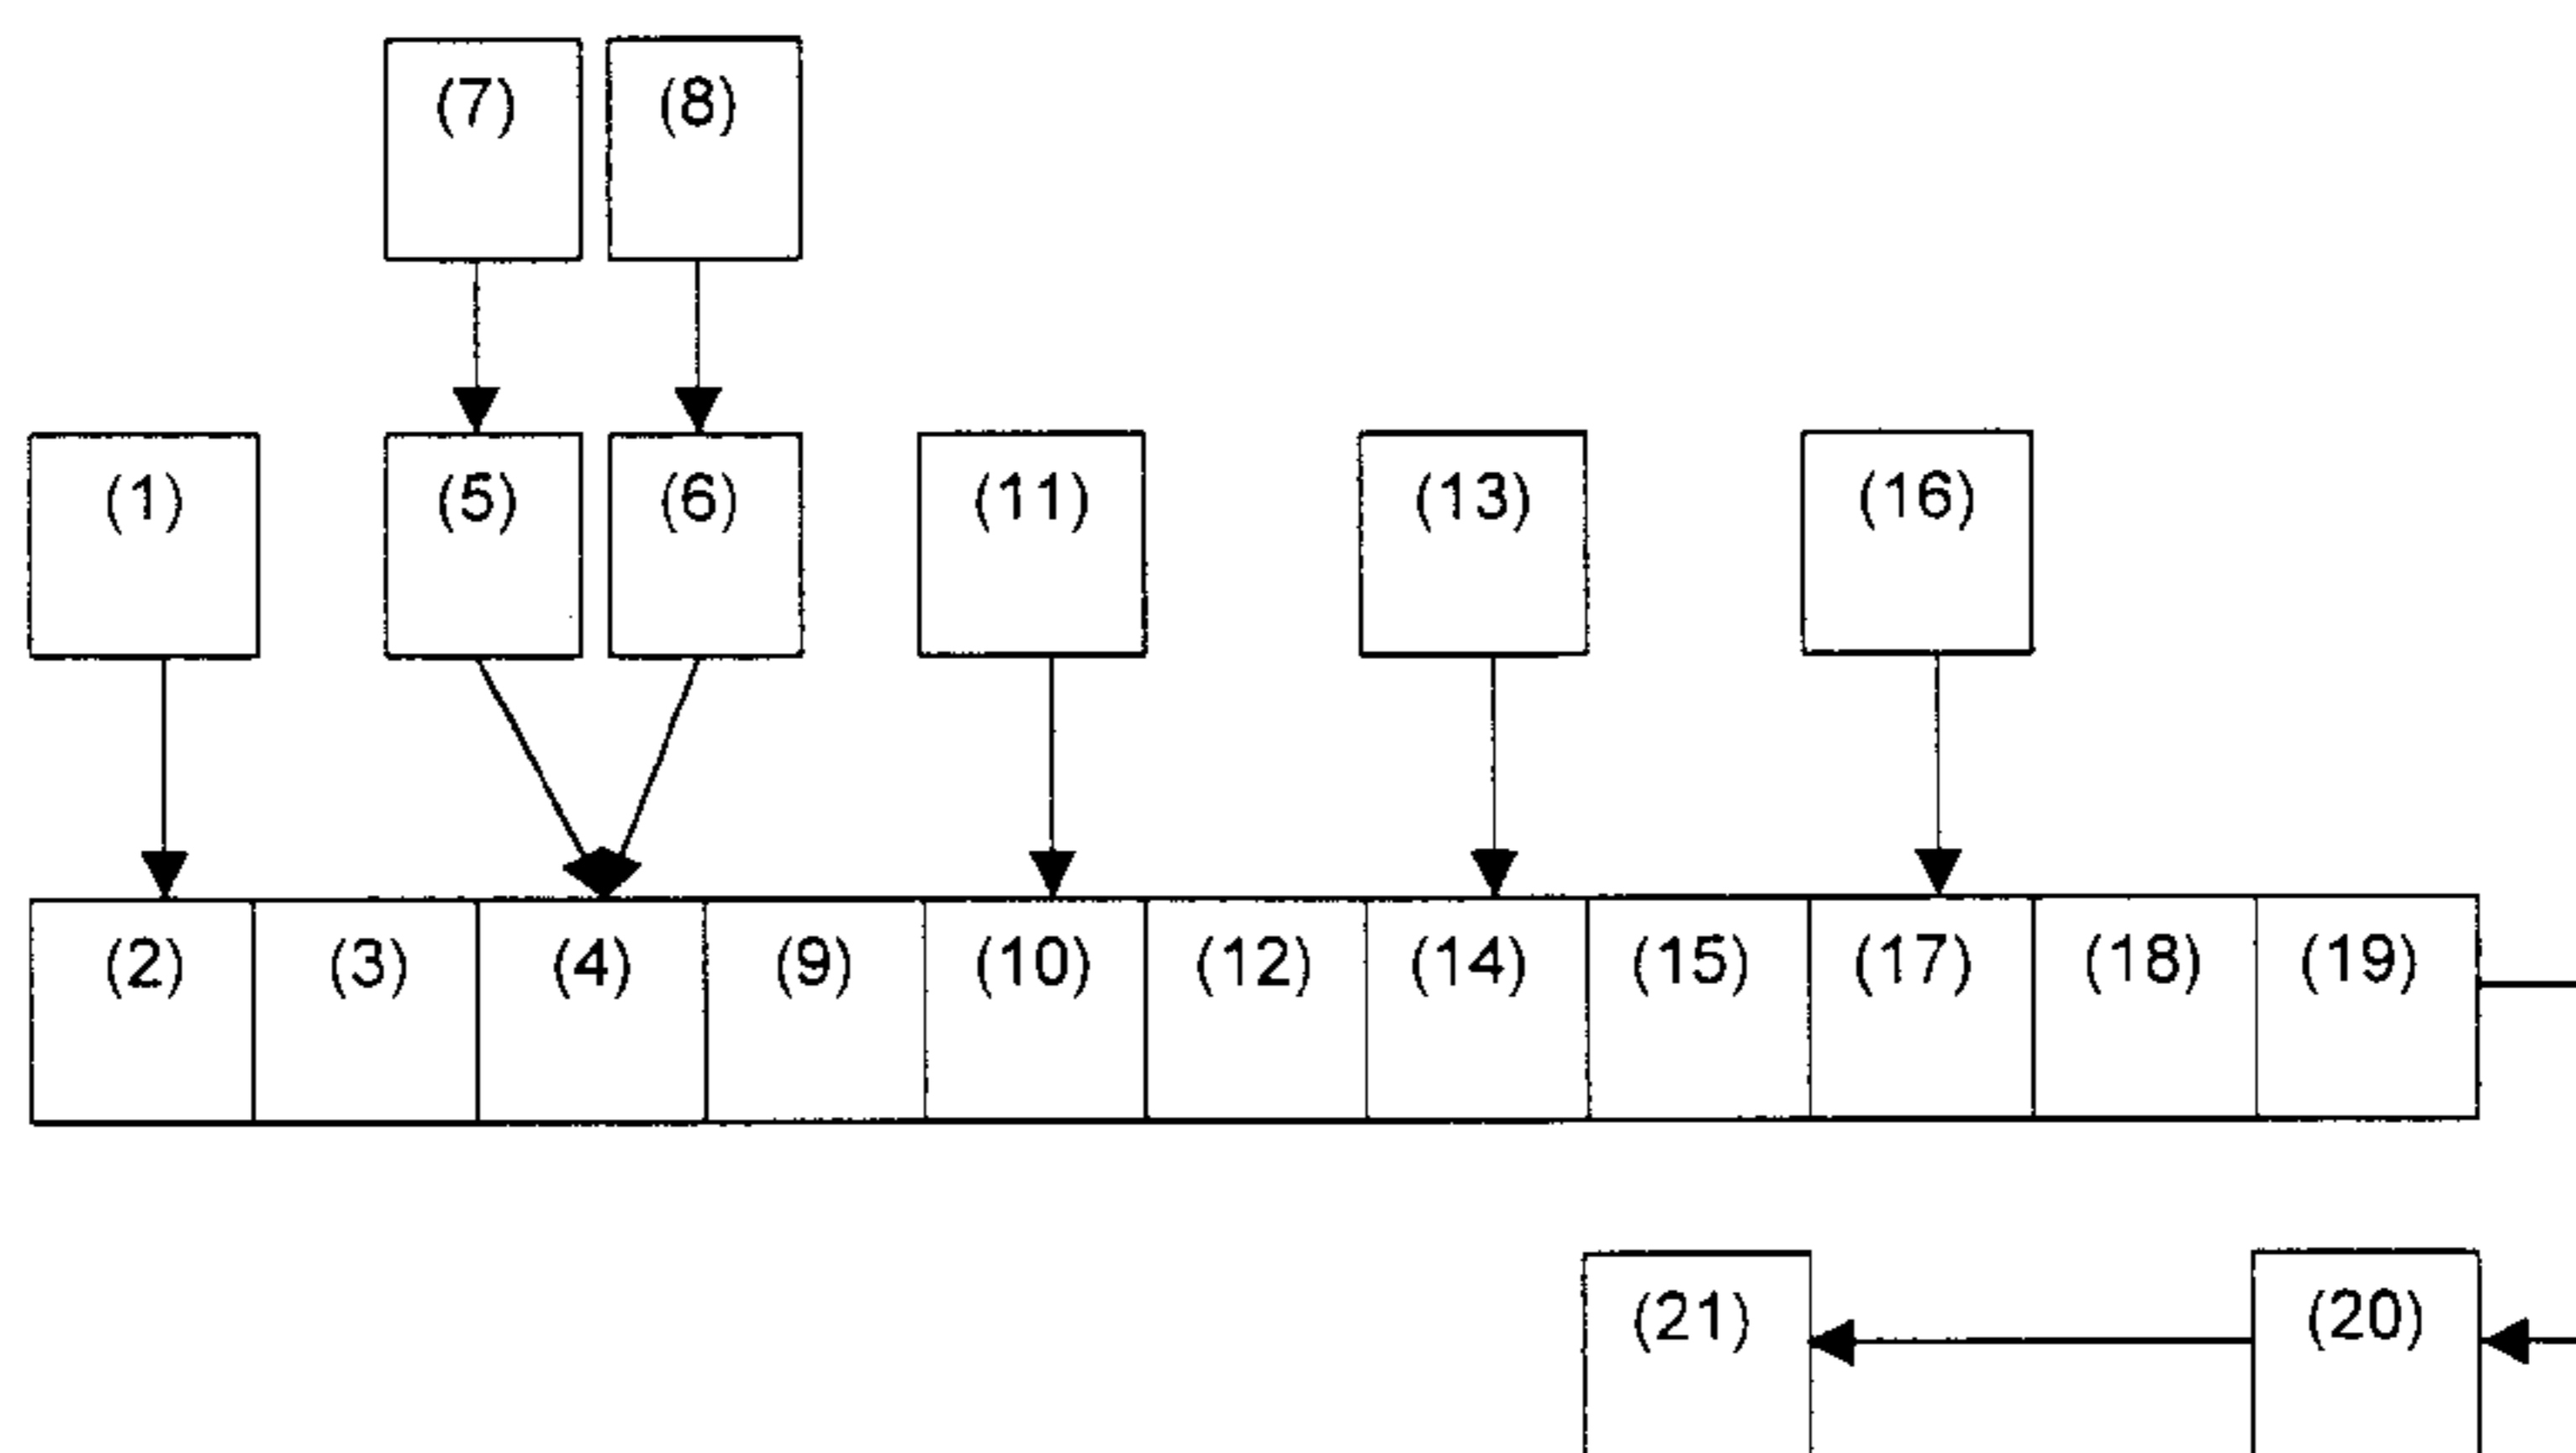 (7) (8)
(1) (5) (6) (11) (13) (16)
(2) (3) (4) (9) (10) (12) (14) (15) (17) (18) (19)
(21) (20)